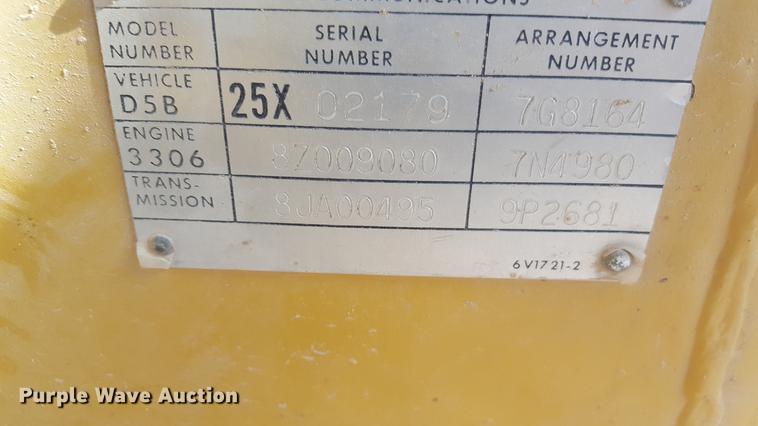 MODEL NUMBER SERIAL NUMBER ARRANGEMENT NUMBER
VEHICLE D5B 25X 02179 7G8164
ENGINE 3306 8Z009080 7N4980
TRANS-MISSION 8JA00495 9P2681
6V1721-2
Purple Wave Auction